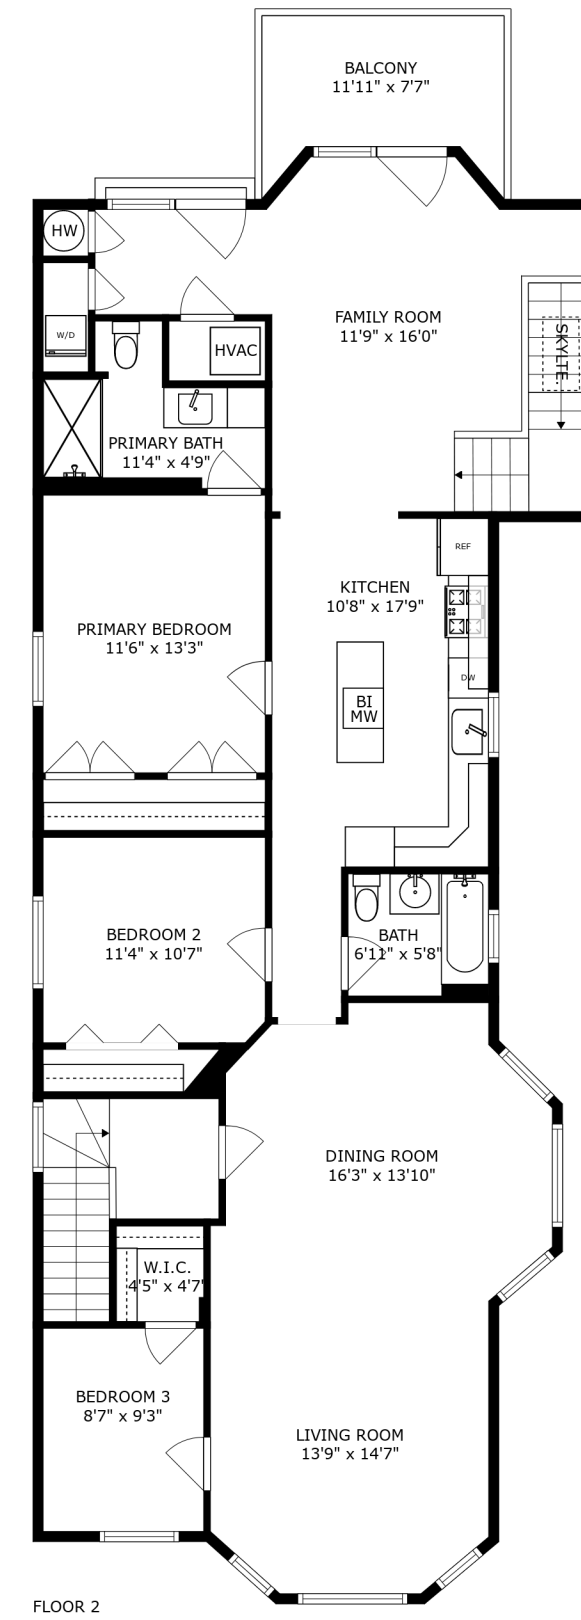 BALCONY
11'11" x 7'7"
HW
FAMILY ROOM
11'9" x 16'0"
SKYLTE.
W/D
HVAC
PRIMARY BATH
11'4" x 4'9"
REF
KITCHEN
10'8" x 17'9"
PRIMARY BEDROOM
11'6" x 13'3"
DW
BI
MW
BEDROOM 2
11'4" x 10'7"
BATH
6'11" x 5'8"
DINING ROOM
16'3" x 13'10"
W.I.C.
4'5" x 4'7"
BEDROOM 3
8'7" x 9'3"
LIVING ROOM
13'9" x 14'7"
FLOOR 2